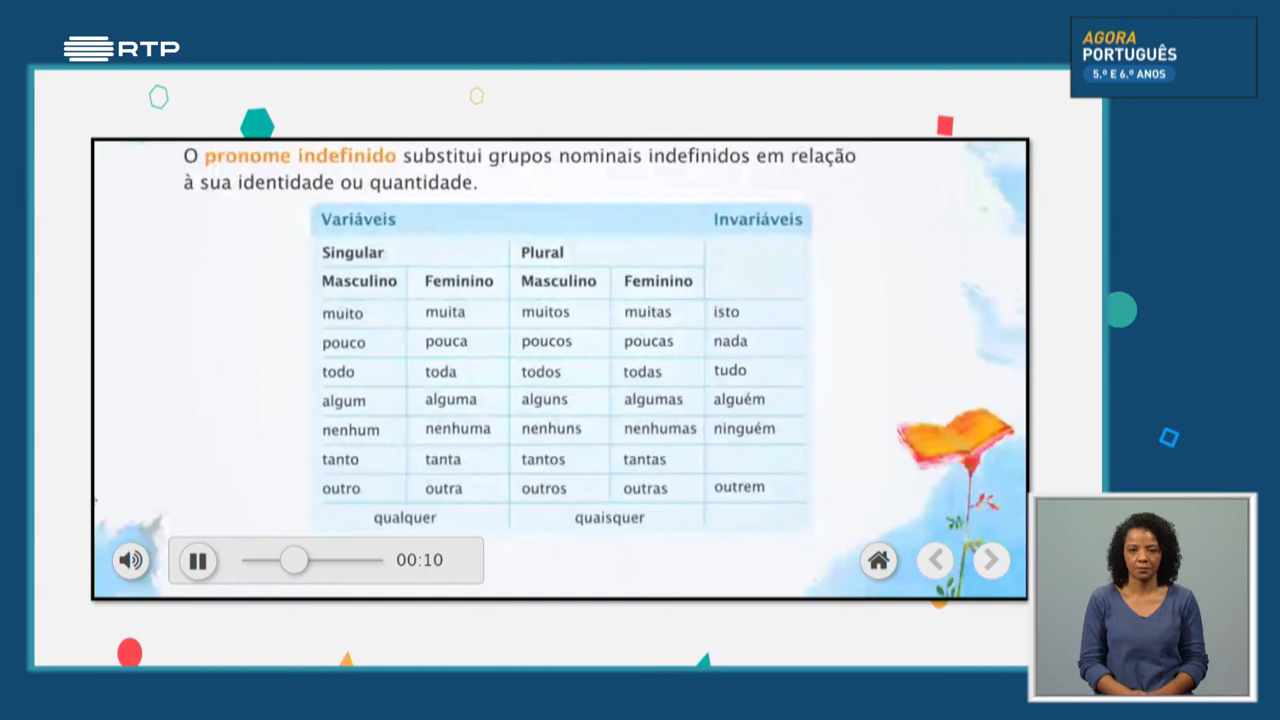 RTP
AGORA
PORTUGUÊS
5.º E 6.º ANOS
O pronome indefinido substitui grupos nominais indefinidos em relação
à sua identidade ou quantidade.
Variáveis Invariáveis
Singular Plural
Masculino Feminino Masculino Feminino
muito muita muitos muitas isto
pouco pouca poucos poucas nada
todo toda todos todas tudo
algum alguma alguns algumas alguém
nenhum nenhuma nenhuns nenhumas ninguém
tanto tanta tantos tantas
outro outra outros outras outrem
qualquer quaisquer
00:10